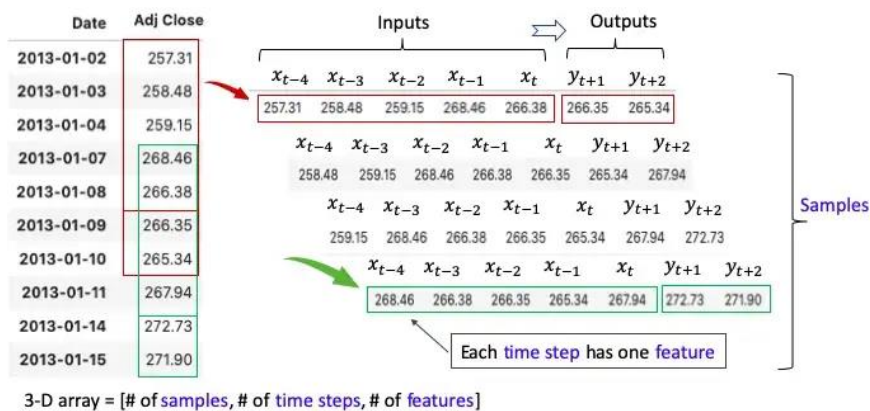 Date Adj Close
2013-01-02 257.31
2013-01-03 258.48
2013-01-04 259.15
2013-01-07 268.46
2013-01-08 266.38
2013-01-09 266.35
2013-01-10 265.34
2013-01-11 267.94
2013-01-14 272.73
2013-01-15 271.90
Inputs Outputs
x_{t−4} x_{t−3} x_{t−2} x_{t−1} x_t y_{t+1} y_{t+2}
257.31 258.48 259.15 268.46 266.38 266.35 265.34
x_{t−4} x_{t−3} x_{t−2} x_{t−1} x_t y_{t+1} y_{t+2}
258.48 259.15 268.46 266.38 266.35 265.34 267.94
x_{t−4} x_{t−3} x_{t−2} x_{t−1} x_t y_{t+1} y_{t+2}
259.15 268.46 266.38 266.35 265.34 267.94 272.73
x_{t−4} x_{t−3} x_{t−2} x_{t−1} x_t y_{t+1} y_{t+2}
268.46 266.38 266.35 265.34 267.94 272.73 271.90
Samples
Each time step has one feature
3-D array = [# of samples, # of time steps, # of features]